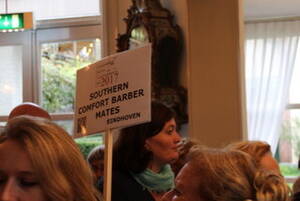 2017
SOUTHERN
COMFORT BARBER
MATES
EINDHOVEN